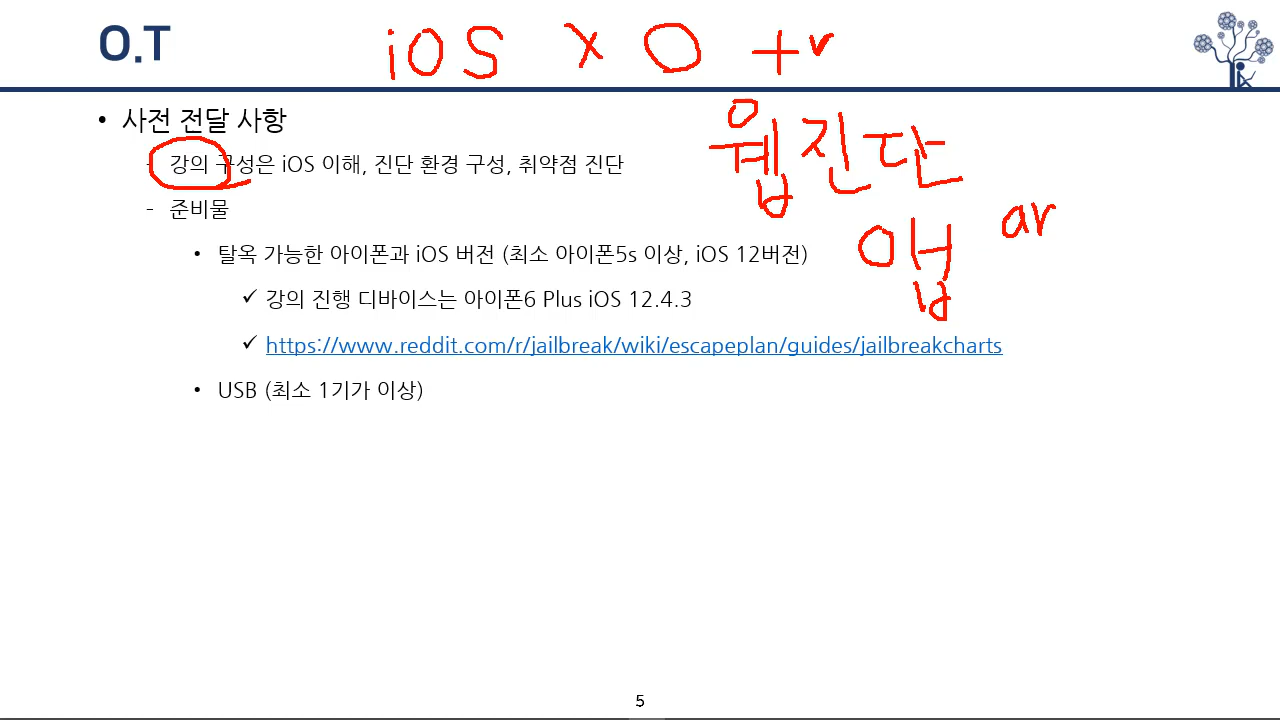 O.T
iOS X O +r
웹진단
앱 ar
• 사전 전달 사항
- 강의 구성은 iOS 이해, 진단 환경 구성, 취약점 진단
- 준비물
• 탈옥 가능한 아이폰과 iOS 버전 (최소 아이폰5s 이상, iOS 12버전)
✓ 강의 진행 디바이스는 아이폰6 Plus iOS 12.4.3
✓ https://www.reddit.com/r/jailbreak/wiki/escapeplan/guides/jailbreakcharts
• USB (최소 1기가 이상)
5